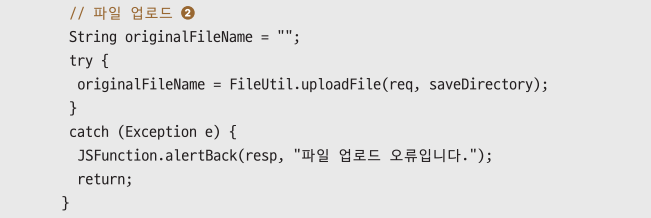 // 파일 업로드 ❷
String originalFileName = "";
try {
originalFileName = FileUtil.uploadFile(req, saveDirectory);
}
catch (Exception e) {
JSFunction.alertBack(resp, "파일 업로드 오류입니다.");
return;
}